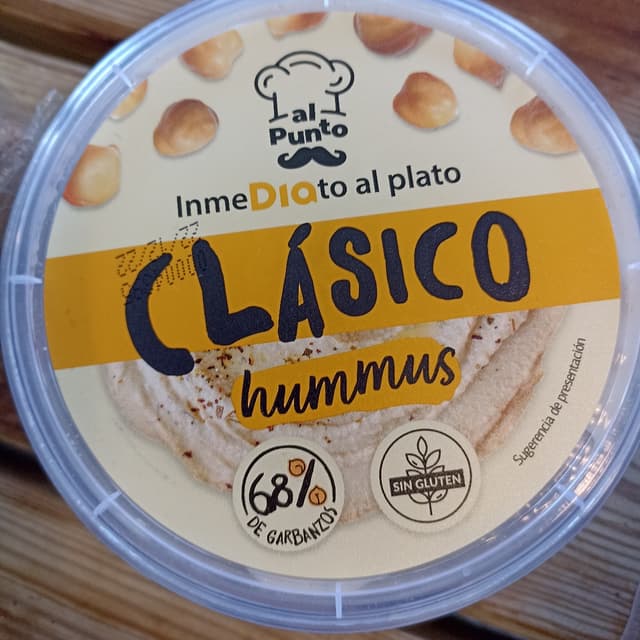 al
Punto
InmeDIAto al plato
CLÁSICO
hummus
68%
DE GARBANZOS
SIN GLUTEN
Sugerencia de presentación